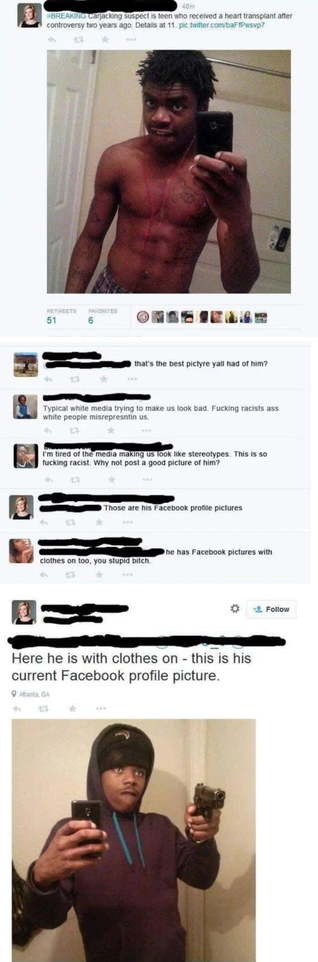 48m
#BREAKING Carjacking suspect is teen who received a heart transplant after
controversy two years ago. Details at 11. pic.twitter.com/baFfPwsvp7
RETWEETS
FAVORITES
51
6
that's the best pictyre yall had of him?
Typical white media trying to make us look bad. Fucking racists ass
white people misrepresntin us.
I'm tired of the media making us look like stereotypes. This is so
fucking racist. Why not post a good picture of him?
Those are his Facebook profile pictures
he has Facebook pictures with
clothes on too, you stupid bitch.
Follow
Here he is with clothes on - this is his
current Facebook profile picture.
Atlanta, GA